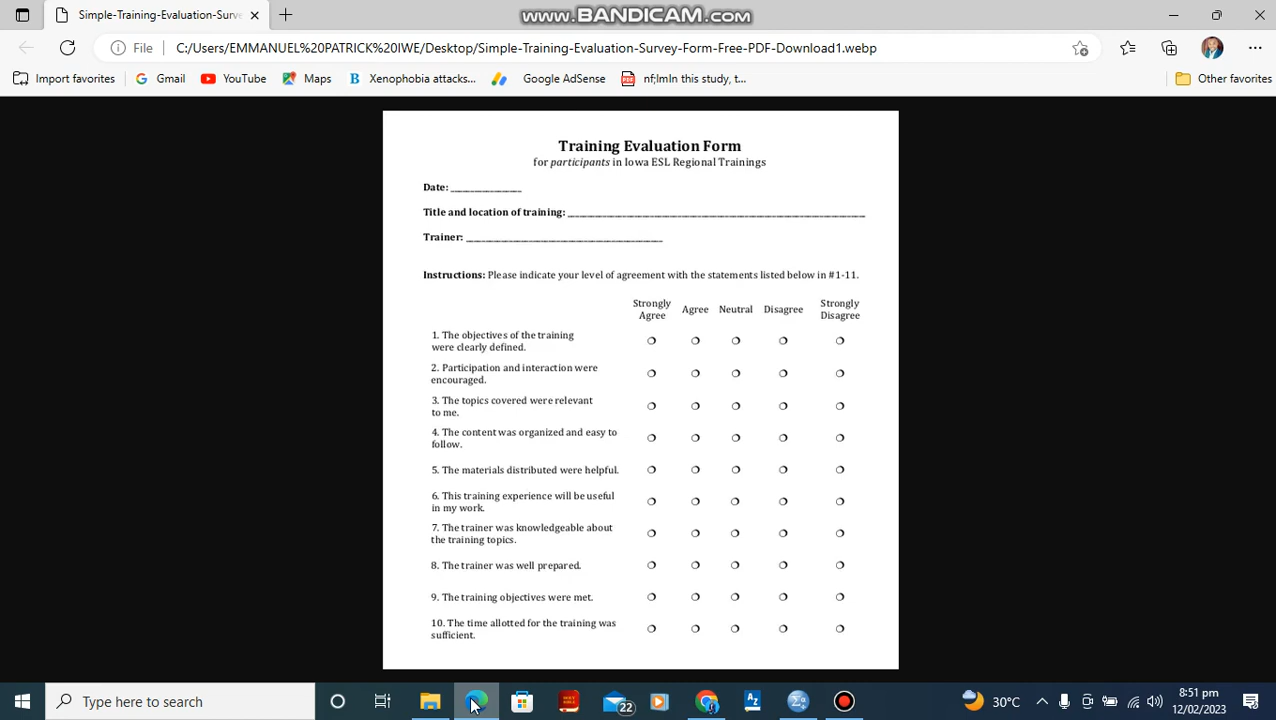 www.BANDICAM.com
Simple-Training-Surve
File C:/Users/EMMANUEL%20PATRICK%20IWE/Desktop/Simple-Training-Survey-Form-Free-PDF-Download1.webp
Import favorites Gmail YouTube Maps Xenophobia attacks... Google AdSense nf;lmIn this study, t... Other favorites
Training Evaluation Form
for participants in Iowa ESL Regional Trainings
Date:
Title and location of training:
Trainer:
Instructions: Please indicate your level of agreement with the statements listed below in #1-11.
Strongly Agree Agree Neutral Disagree Strongly Disagree
1. The objectives of the training
were clearly defined.
2. Participation and interaction were
encouraged.
3. The topics covered were relevant
to me.
4. The content was organized and easy to
follow.
5. The materials distributed were helpful.
6. This training experience will be useful
in my work.
7. The trainer was knowledgeable about
the training topics.
8. The trainer was well prepared.
9. The training objectives were met.
10. The time allotted for the training was
sufficient.
Type here to search
22
30°C
5:51 pm
12/02/2023